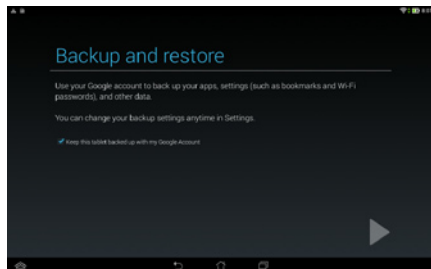 Backup and restore
Use your Google account to back up your apps, settings (such as bookmarks and Wi-Fi
passwords), and other data.
You can change your backup settings anytime in Settings.
Keep this tablet backed up with my Google Account